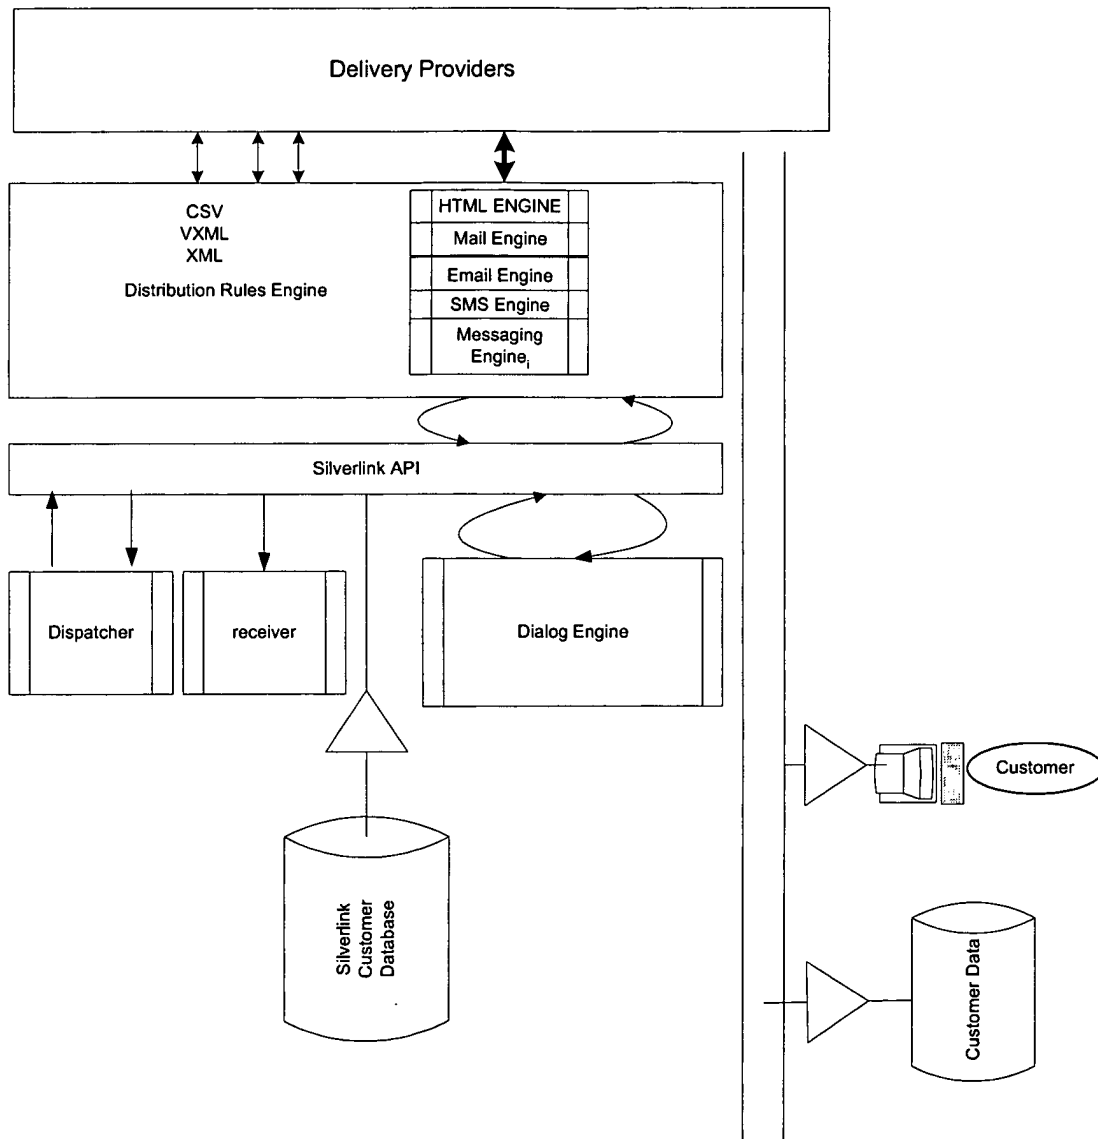 Delivery Providers
CSV
VXML
XML
Distribution Rules Engine
HTML ENGINE
Mail Engine
Email Engine
SMS Engine
Messaging
Engineᵢ
Silverlink API
Dispatcher
receiver
Dialog Engine
Customer
Silverlink
Customer
Database
Customer Data